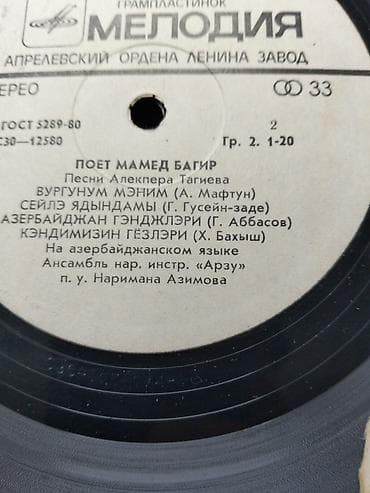 ГРАМПЛАСТИНОК
МЕЛОДИЯ
АПРЕЛЕВСКИЙ ОРДЕНА ЛЕНИНА ЗАВОД
ТЕРЕО 33
ГОСТ 5289-80 2
С30—12580 Гр. 2. 1-20
ПОЕТ МАМЕД БАГИР
Песни Алекпера Тагиева
ВУРГУНУМ МЭНИМ (А. Мафтун)
СЕЙЛЭ ЯДЫНДАМЫ (Г. Гусейн-заде)
АЗЕРБАЙДЖАН ГЭНДЖЛЭРИ (Г. Аббасов)
КЭНДИМИЗИН ГЁЗЛЭРИ (Х. Бахыш)
На азербайджанском языке
Ансамбль нар. инстр. «Арзу»
п. у. Наримана Азимова